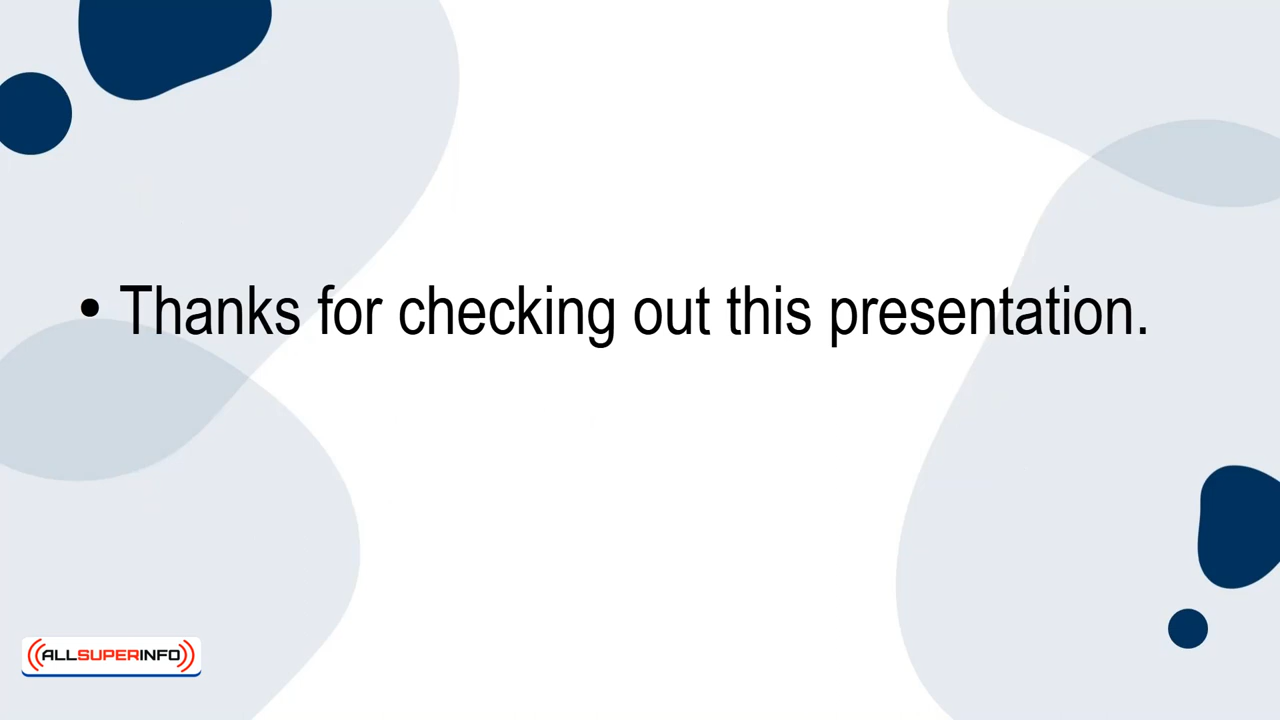 • Thanks for checking out this presentation.
ALLSUPERINFO